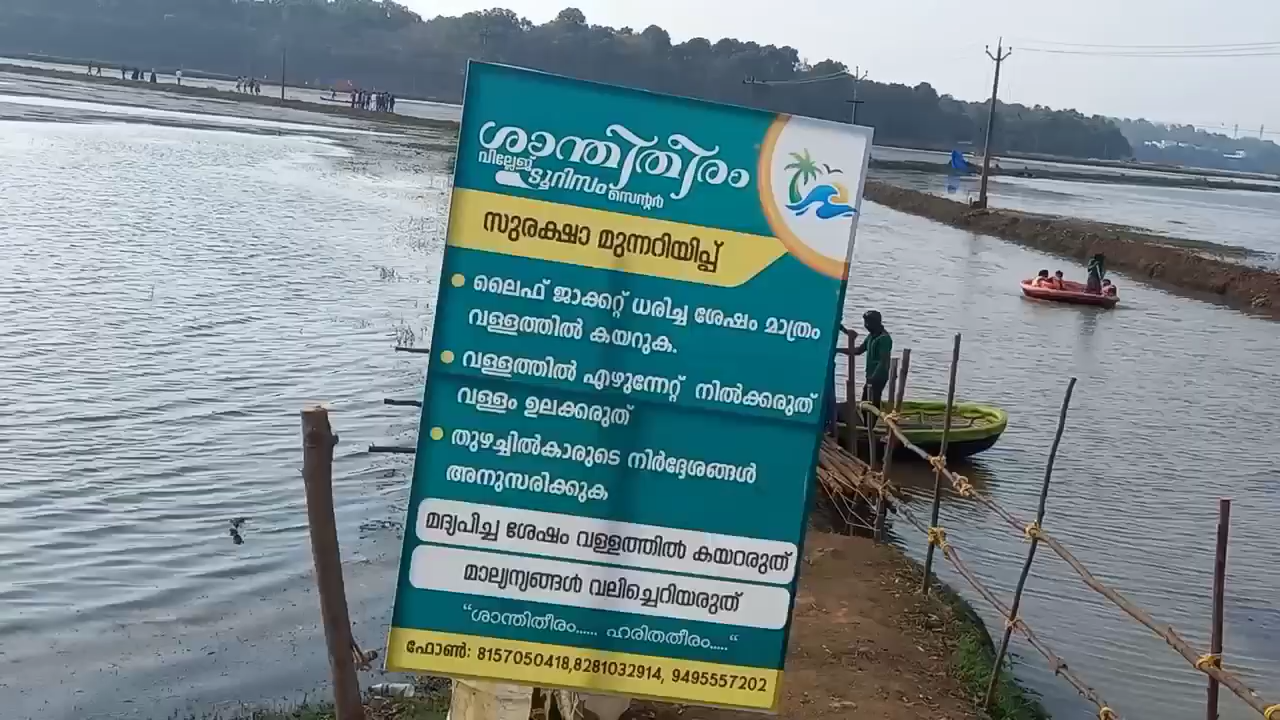 ശാന്തിതീരം
വില്ലേജ്
ടൂറിസം സെന്റർ
സുരക്ഷാ മുന്നറിയിപ്പ്
ലൈഫ് ജാക്കറ്റ് ധരിച്ച ശേഷം മാത്രം
വള്ളത്തിൽ കയറുക.
വള്ളത്തിൽ എഴുന്നേറ്റ് നിൽക്കരുത്
വള്ളം ഉലക്കരുത്
തുഴച്ചിൽകാരുടെ നിർദ്ദേശങ്ങൾ
അനുസരിക്കുക
മദ്യപിച്ച ശേഷം വള്ളത്തിൽ കയററുത്
മാല്യന്യങ്ങൾ വലിച്ചെറിയരുത്
“ശാന്തിതീരം...... ഹരിതതീരം.....“
ഫോൺ: 8157050418,8281032914, 9495557202